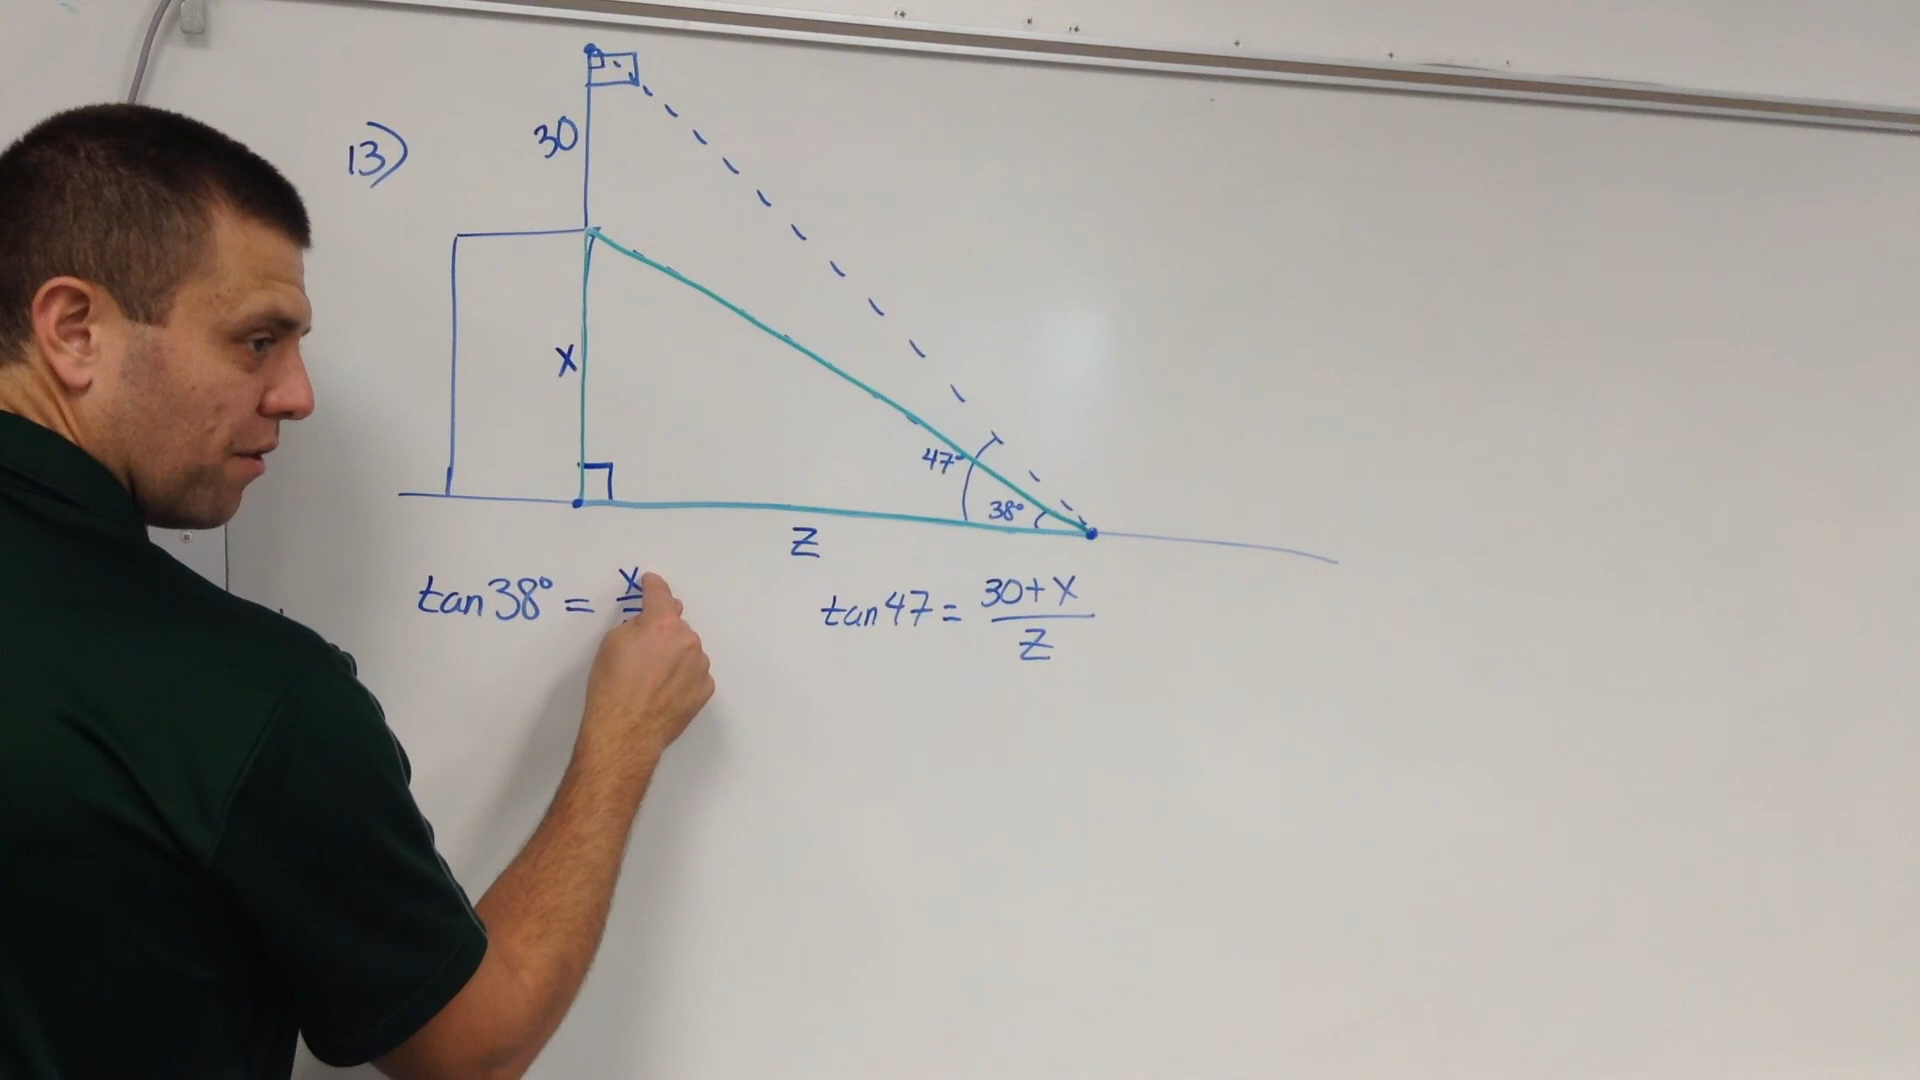 13)
30
x
47°
38°
z
tan 38° = x/
tan 47 = 30+x/z